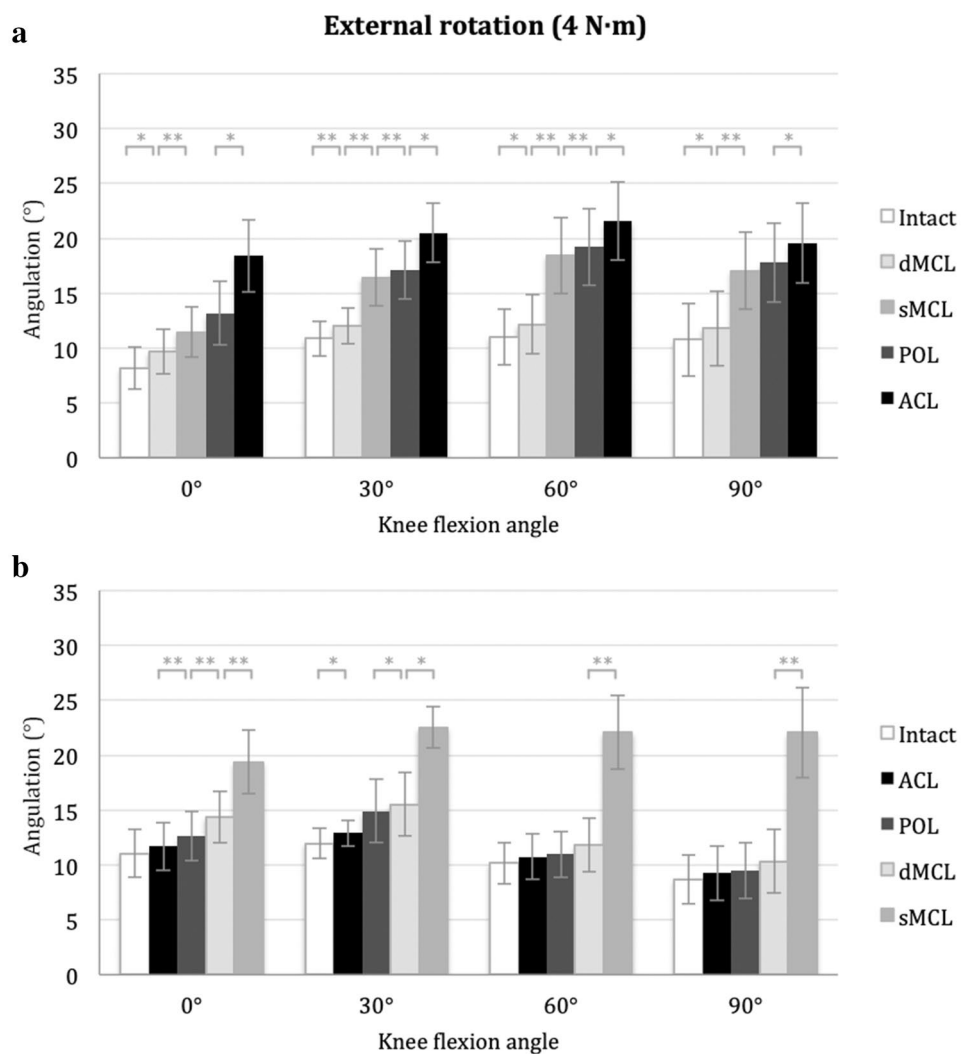 a
External rotation (4 N·m)
35
30
25
20
15
10
5
0
Angulation (°)
* ** *
** ** ** *
* ** ** *
* ** *
0° 30° 60° 90°
Knee flexion angle
Intact
dMCL
sMCL
POL
ACL
b
35
30
25
20
15
10
5
0
Angulation (°)
** ** **
* * *
**
**
0° 30° 60° 90°
Knee flexion angle
Intact
ACL
POL
dMCL
sMCL